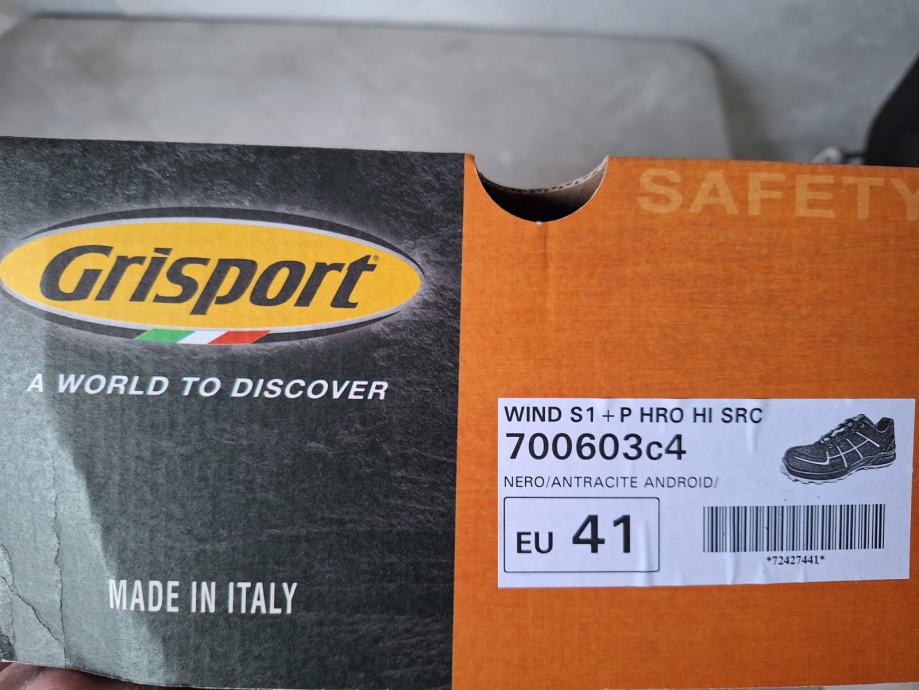 Grisport®
A WORLD TO DISCOVER
MADE IN ITALY
SAFETY
WIND S1+P HRO HI SRC
700603c4
NERO/ANTRACITE ANDROID/
EU 41
*72427441*